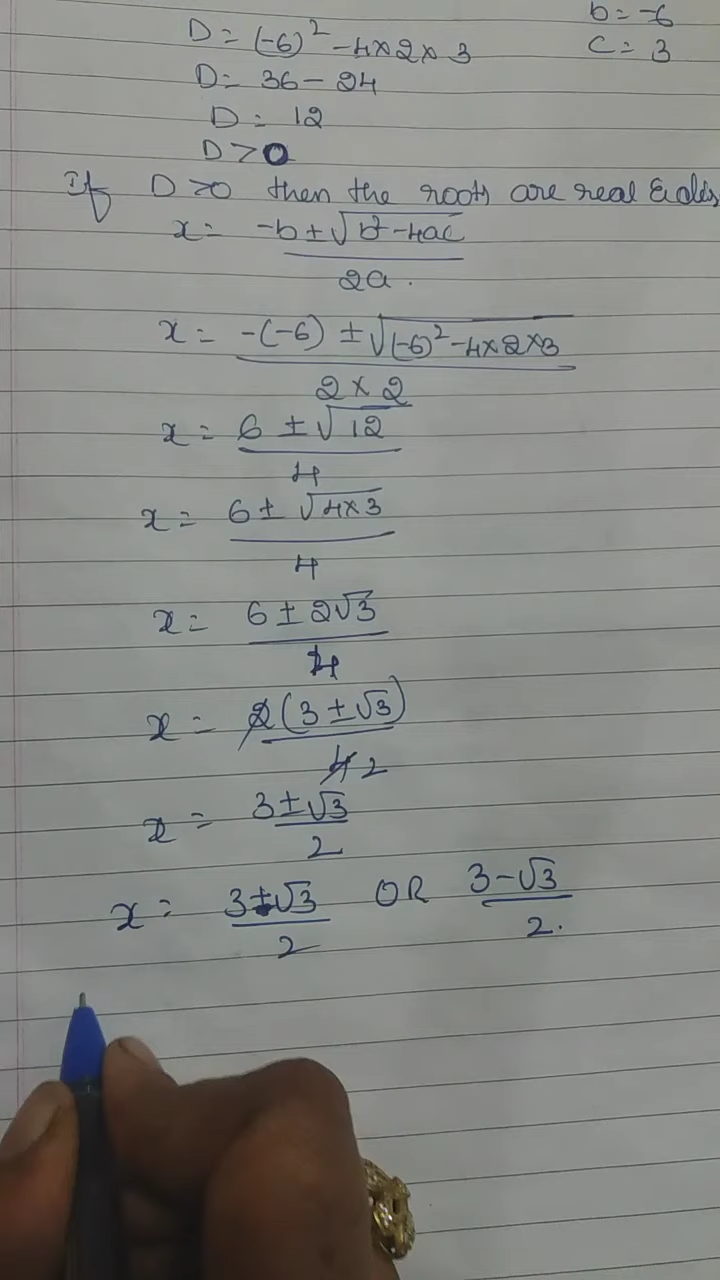 b = -6
D = (-6)² - 4×2×3
c = 3
D = 36 - 24
D = 12
D > 0
If D > 0 then the roots are real &
x = -b ± √b² - 4ac
2a.
x = -(-6) ± √(-6)² - 4×2×3
2 × 2
x = 6 ± √12
4
x = 6 ± √4×3
4
x = 6 ± 2√3
4
x = 2(3 ± √3)
4 2
x = 3 ± √3
2
x = 3 + √3 OR 3 - √3
2 2.